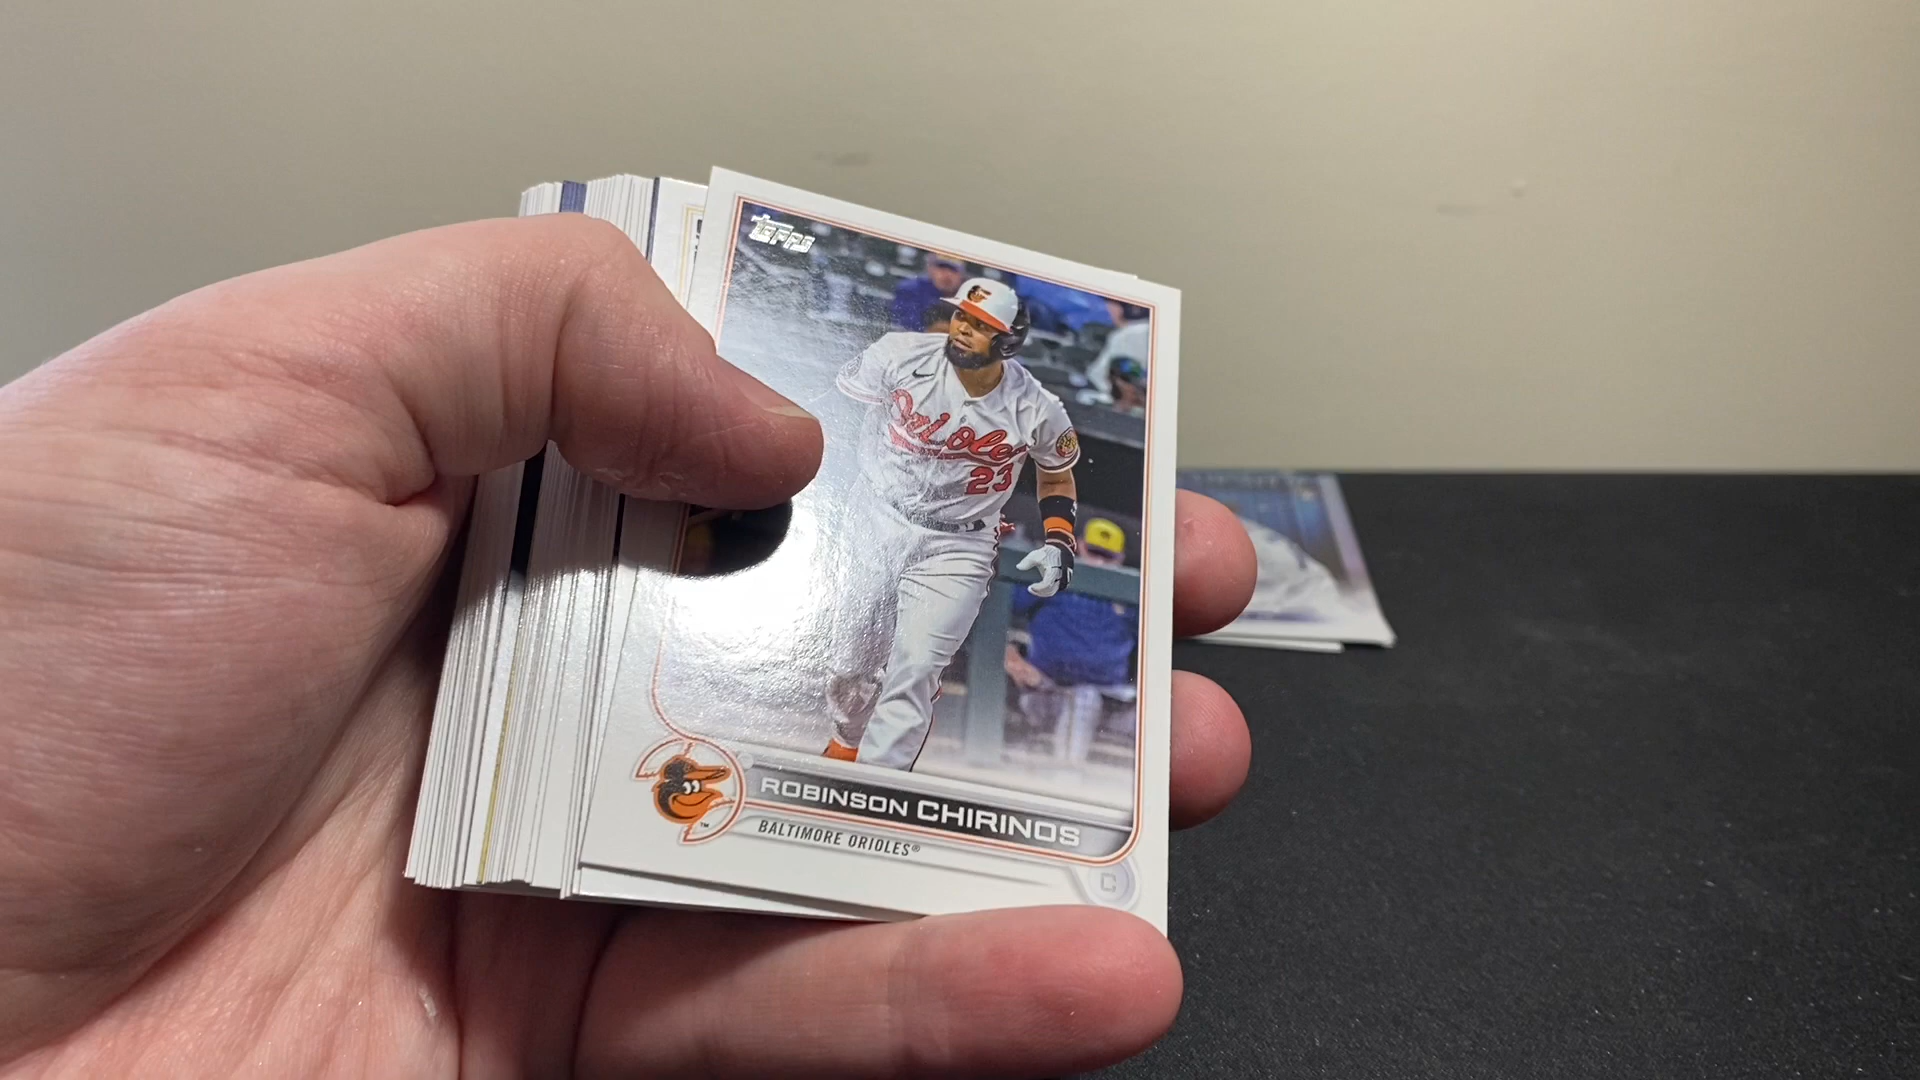 Topps
Orioles
23
ROBINSON CHIRINOS
BALTIMORE ORIOLES®
C